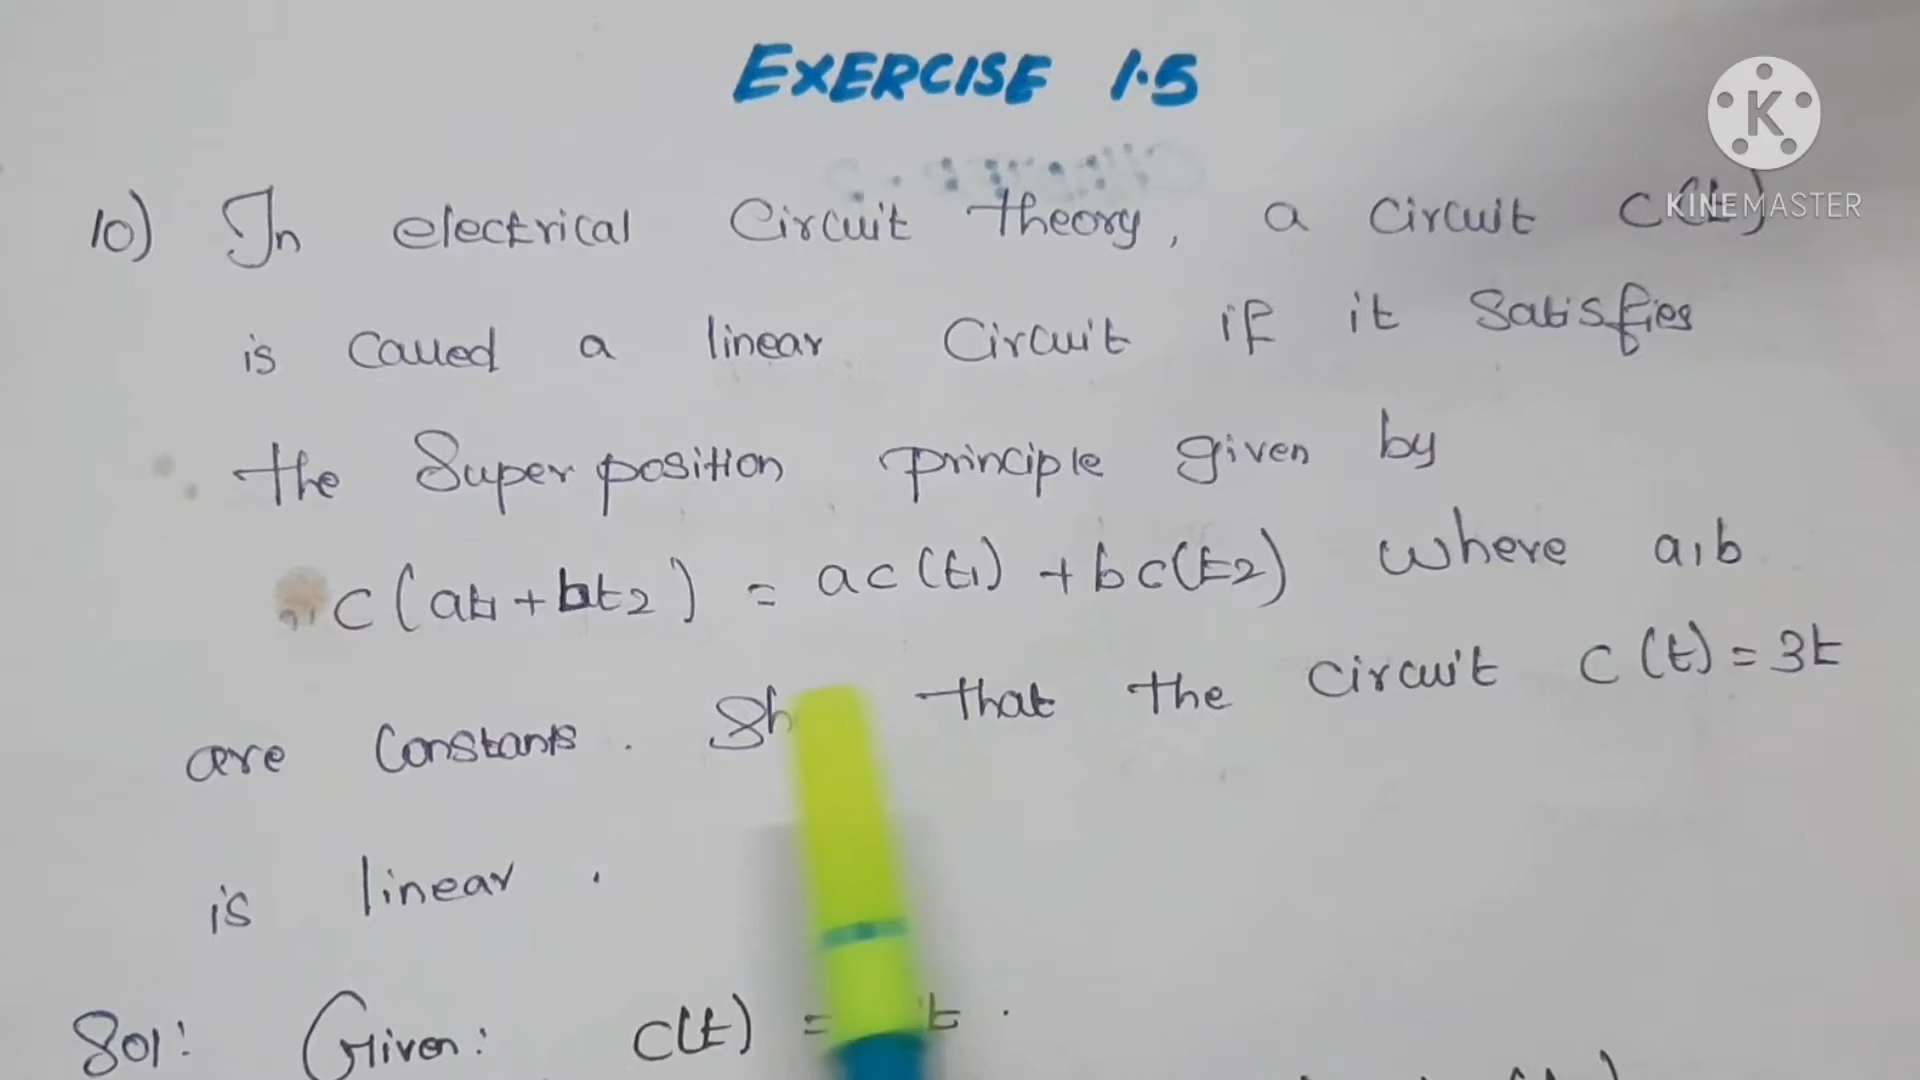 EXERCISE 1.5
K
KINEMASTER
10) In electrical Circuit theory, a circuit C(t)
is called a linear Circuit if it Satisfies
the Superposition principle given by
C(at1 + bt2) = ac(t1) + bc(t2) where a,b
are Constants. Sh that the circuit C(t) = 3t
is linear.
Sol: Given: C(t) = t.